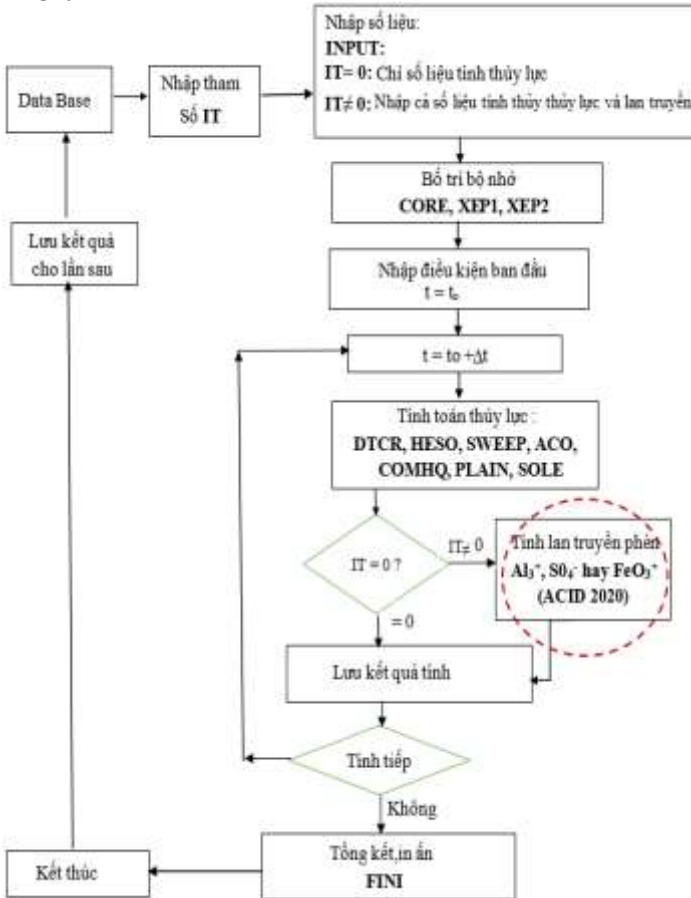 Nhập số liệu:
INPUT:
IT= 0: Chỉ số liệu tính thủy lực
IT≠ 0: Nhập cả số liệu tính thủy thủy lực và lan truyền
Data Base
Nhập tham
Số IT
Bố trí bộ nhớ
CORE, XEP1, XEP2
Lưu kết quả
cho lần sau
Nhập điều kiện ban đầu
t = t₀
t = to +Δt
Tính toán thủy lực :
DTCR, HESO, SWEEP, ACO,
COMHQ, PLAIN, SOLE
IT = 0 ?
IT≠ 0
Tính lan truyền phèn
Al₃⁺, S0₄⁻ hay FeO₃⁺
(ACID 2020)
= 0
Lưu kết quả tính
Tính tiếp
Không
Tổng kết,in ấn
FINI
Kết thúc